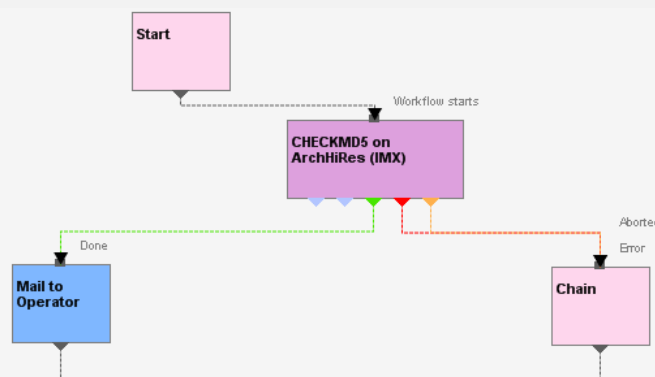 Start
Workflow starts
CHECKMD5 on
ArchHiRes (IMX)
Done
Error
Mail to
Operator
Chain